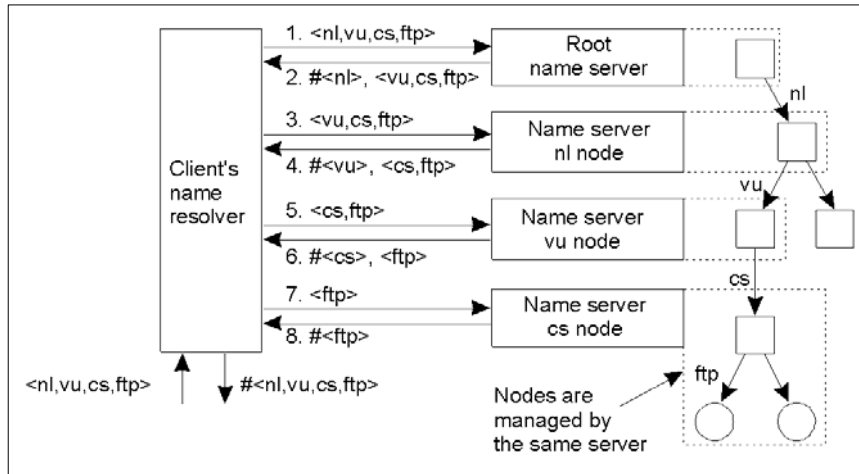 1. <nl,vu,cs,ftp>
2. #<nl>, <vu,cs,ftp>
Root
name server
nl
3. <vu,cs,ftp>
4. #<vu>, <cs,ftp>
Name server
nl node
vu
Client's
name
resolver
5. <cs,ftp>
6. #<cs>, <ftp>
Name server
vu node
cs
7. <ftp>
8. #<ftp>
Name server
cs node
ftp
<nl,vu,cs,ftp>
#<nl,vu,cs,ftp>
Nodes are
managed by
the same server